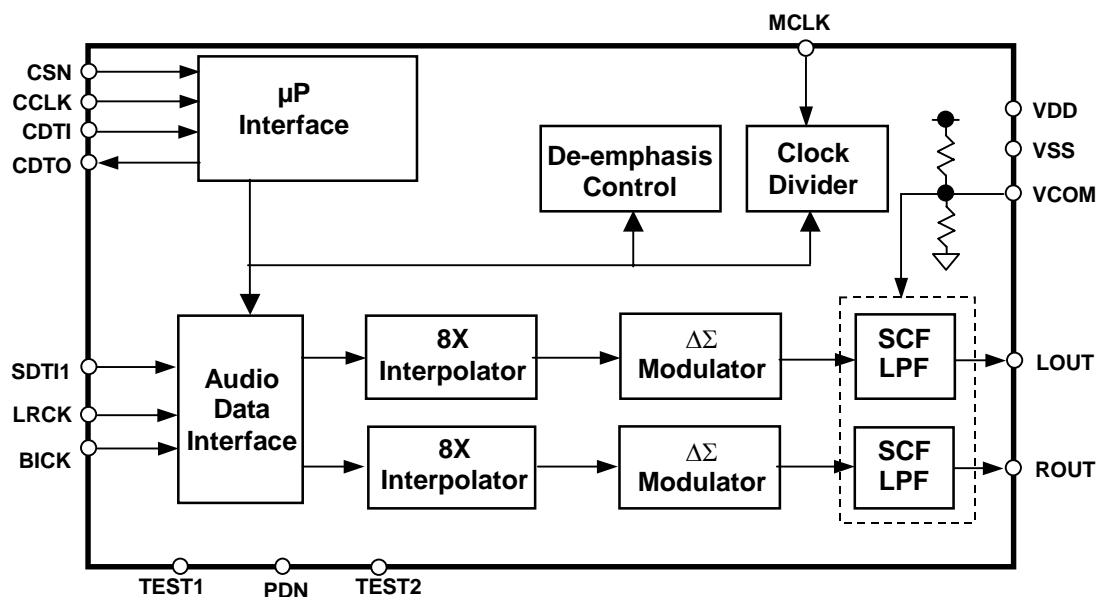 MCLK
CSN
CCLK
CDTI
CDTO
µP
Interface
De-emphasis
Control
Clock
Divider
VDD
VSS
VCOM
SDTI1
LRCK
BICK
Audio
Data
Interface
8X
Interpolator
ΔΣ
Modulator
SCF
LPF
LOUT
8X
Interpolator
ΔΣ
Modulator
SCF
LPF
ROUT
TEST1
PDN
TEST2